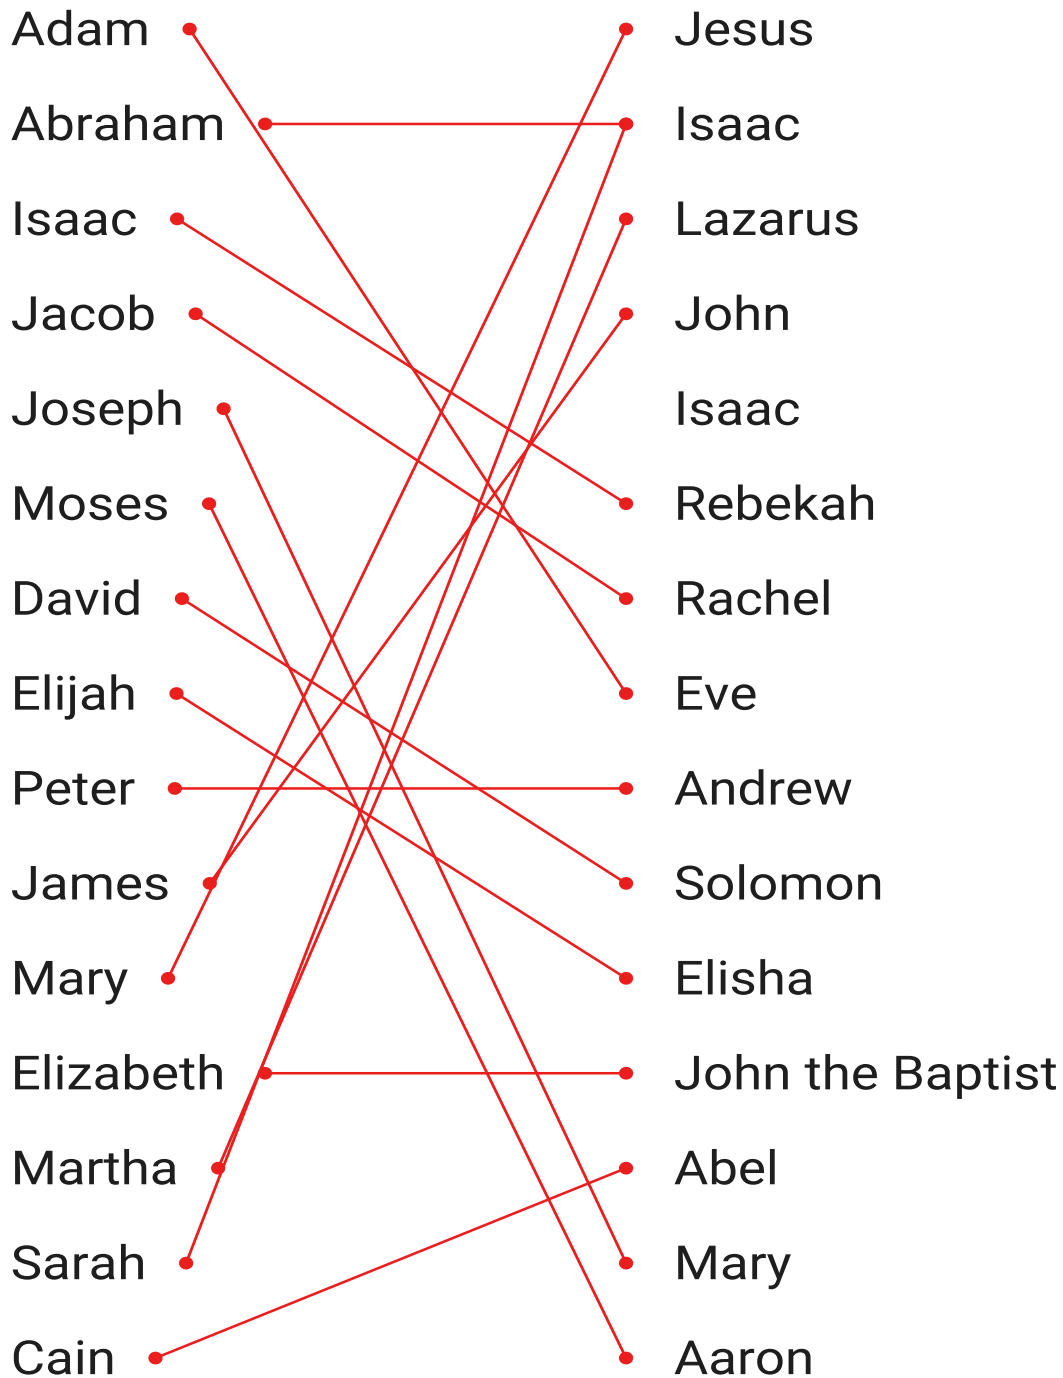 Adam Jesus
Abraham Isaac
Isaac Lazarus
Jacob John
Joseph Isaac
Moses Rebekah
David Rachel
Elijah Eve
Peter Andrew
James Solomon
Mary Elisha
Elizabeth John the Baptist
Martha Abel
Sarah Mary
Cain Aaron